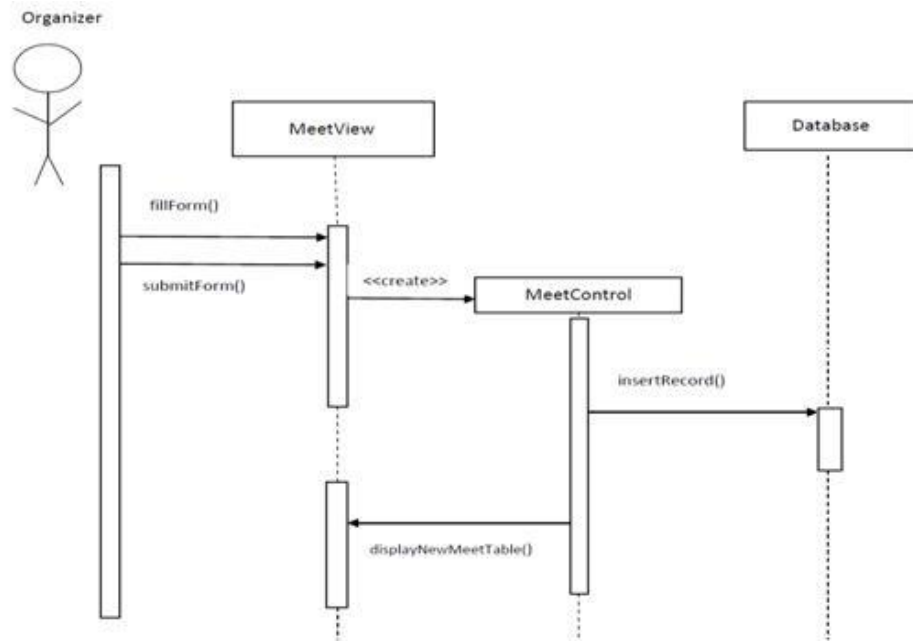 Organizer
MeetView
Database
fillForm()
submitForm()
<<create>>
MeetControl
insertRecord()
displayNewMeetTable()